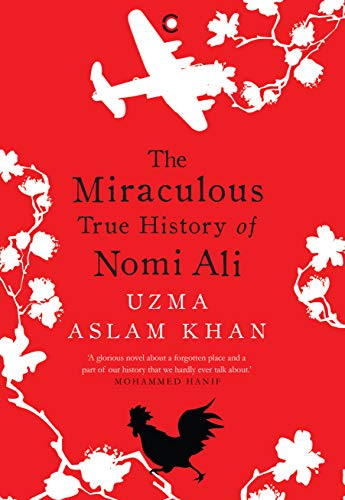 The
Miraculous
True History of
Nomi Ali
UZMA
ASLAM KHAN
‘A glorious novel about a forgotten place and a
part of our history that we hardly ever talk about.’
MOHAMMED HANIF